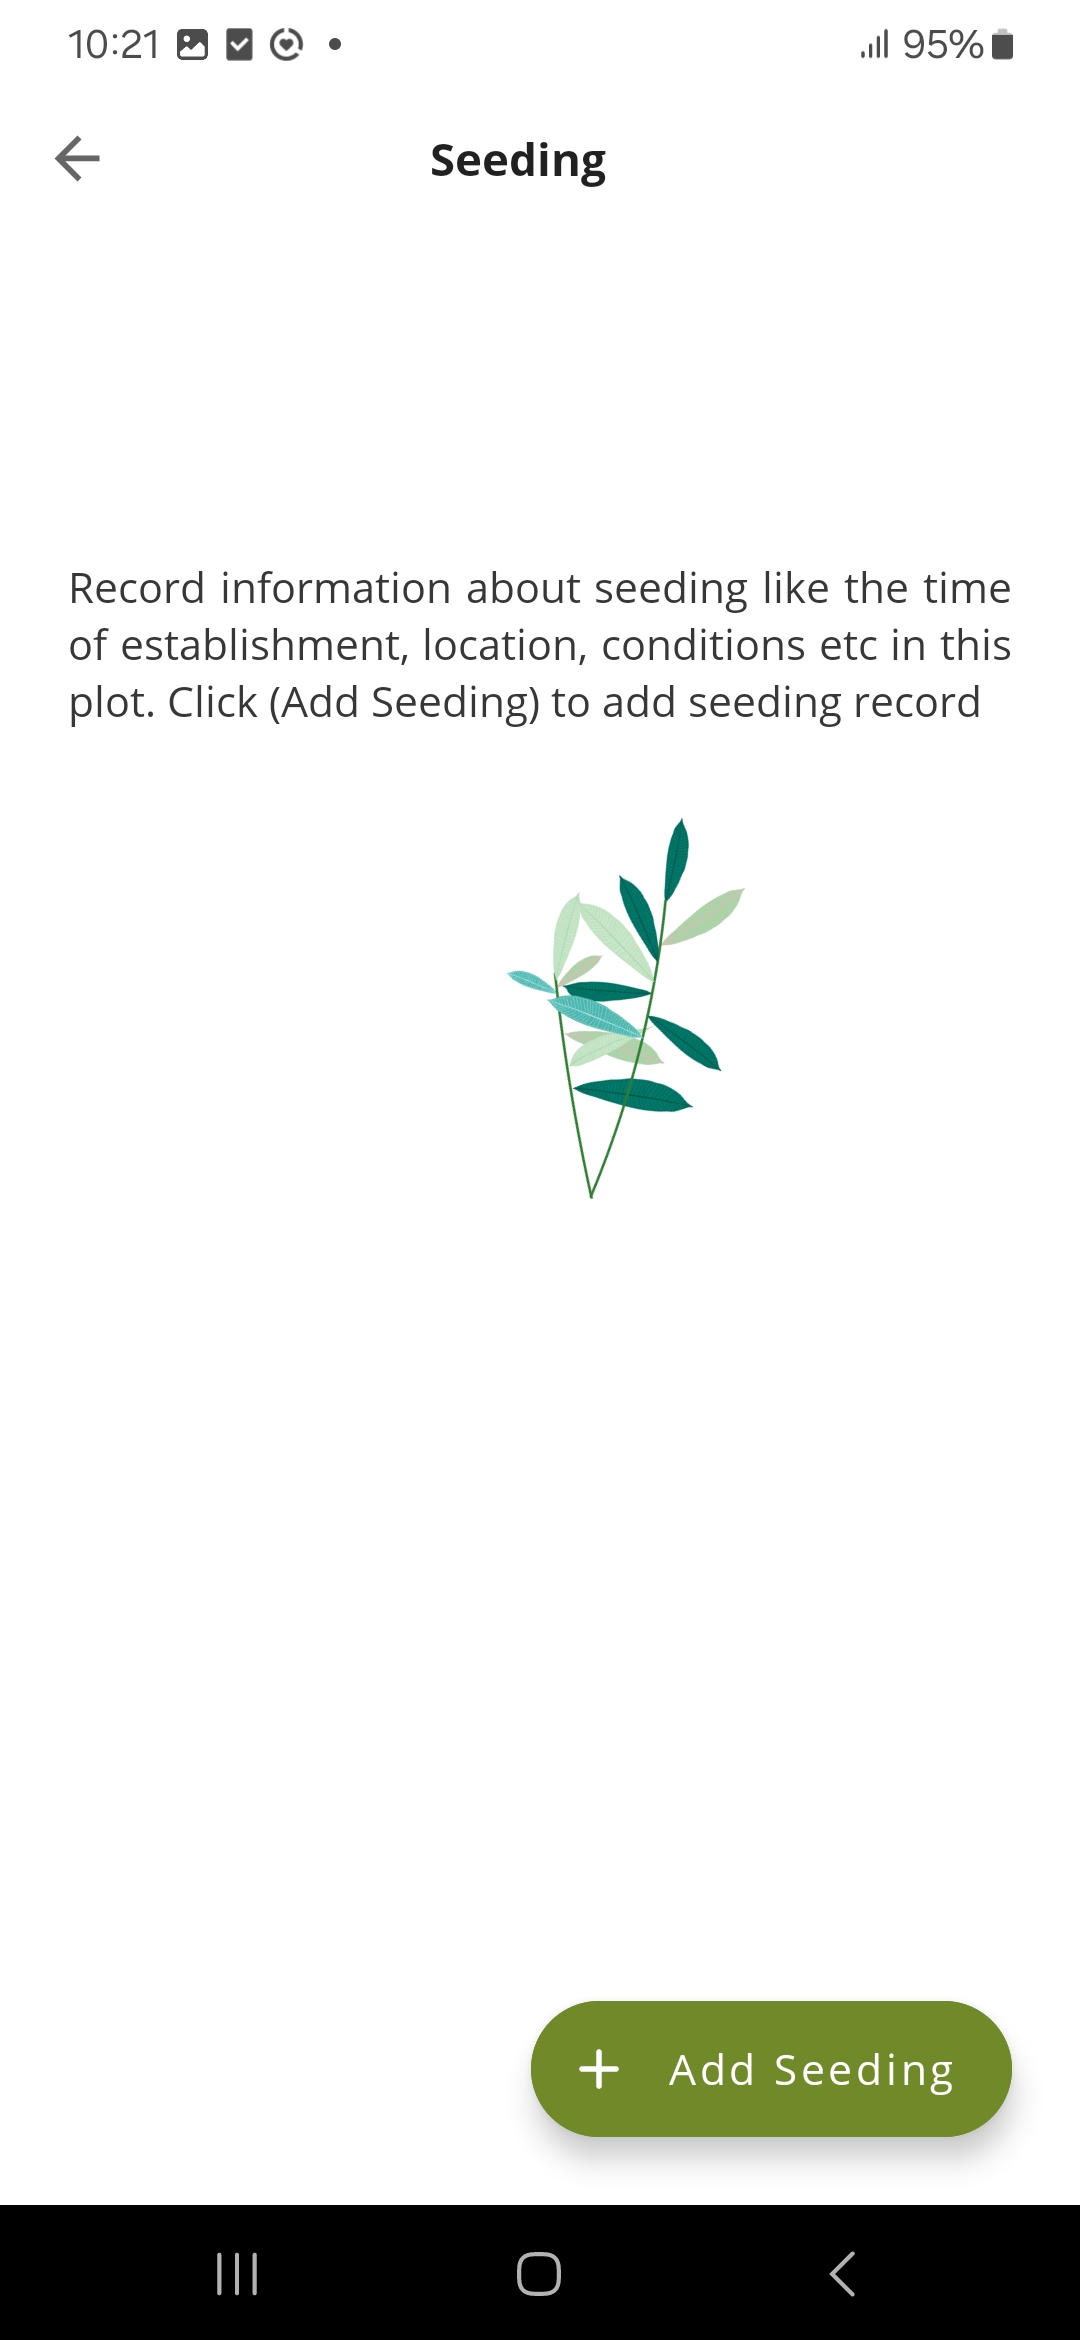 10:21
95%
Seeding
Record information about seeding like the time
of establishment, location, conditions etc in this
plot. Click (Add Seeding) to add seeding record
+ Add Seeding